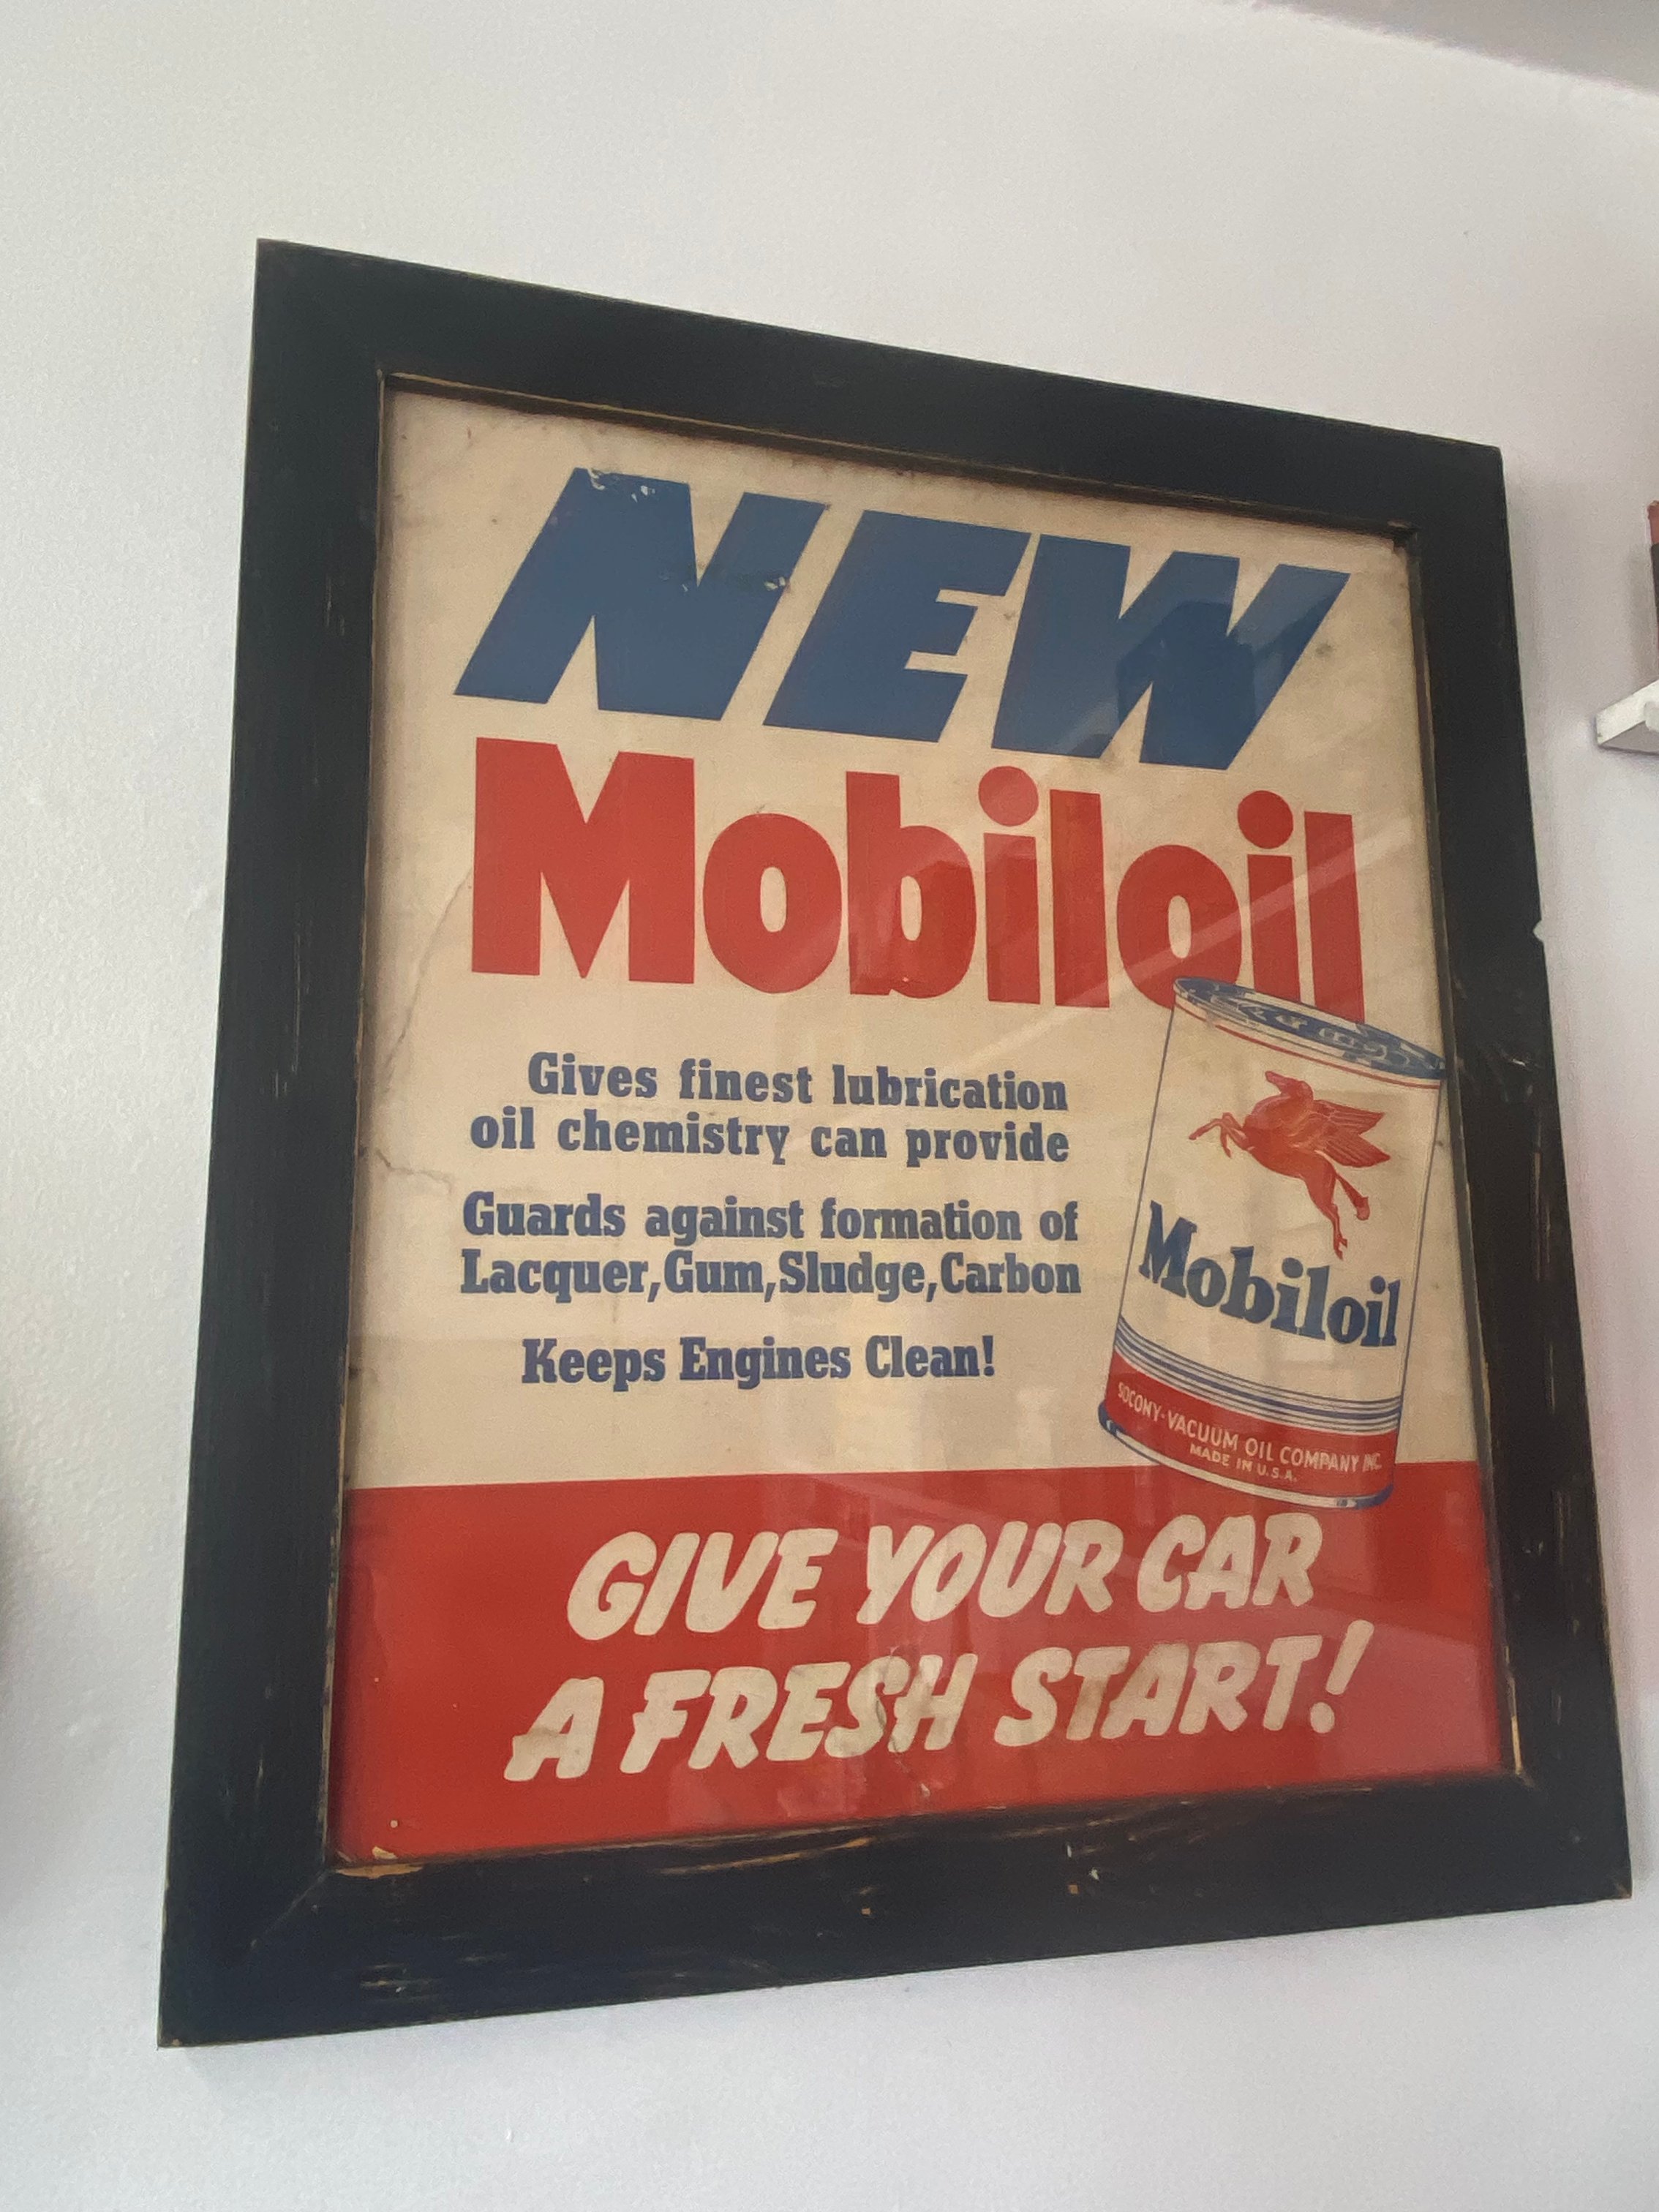 NEW
Mobiloil
Gives finest lubrication
oil chemistry can provide
Guards against formation of
Lacquer, Gum, Sludge, Carbon
Keeps Engines Clean!
Mobiloil
SOCONY-VACUUM OIL COMPANY INC.
MADE IN U.S.A.
GIVE YOUR CAR
A FRESH START!